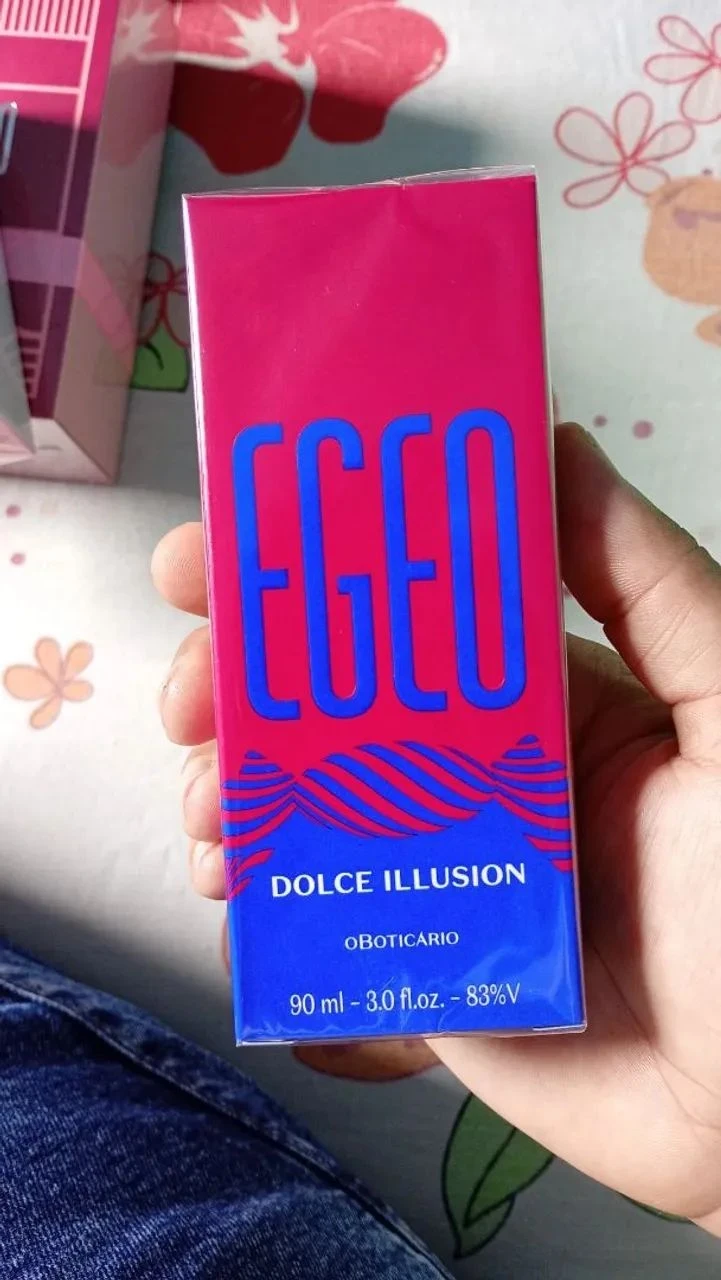 EGEO
DOLCE ILLUSION
oBOTICÁRIO
90 ml - 3.0 fl.oz. - 83%V